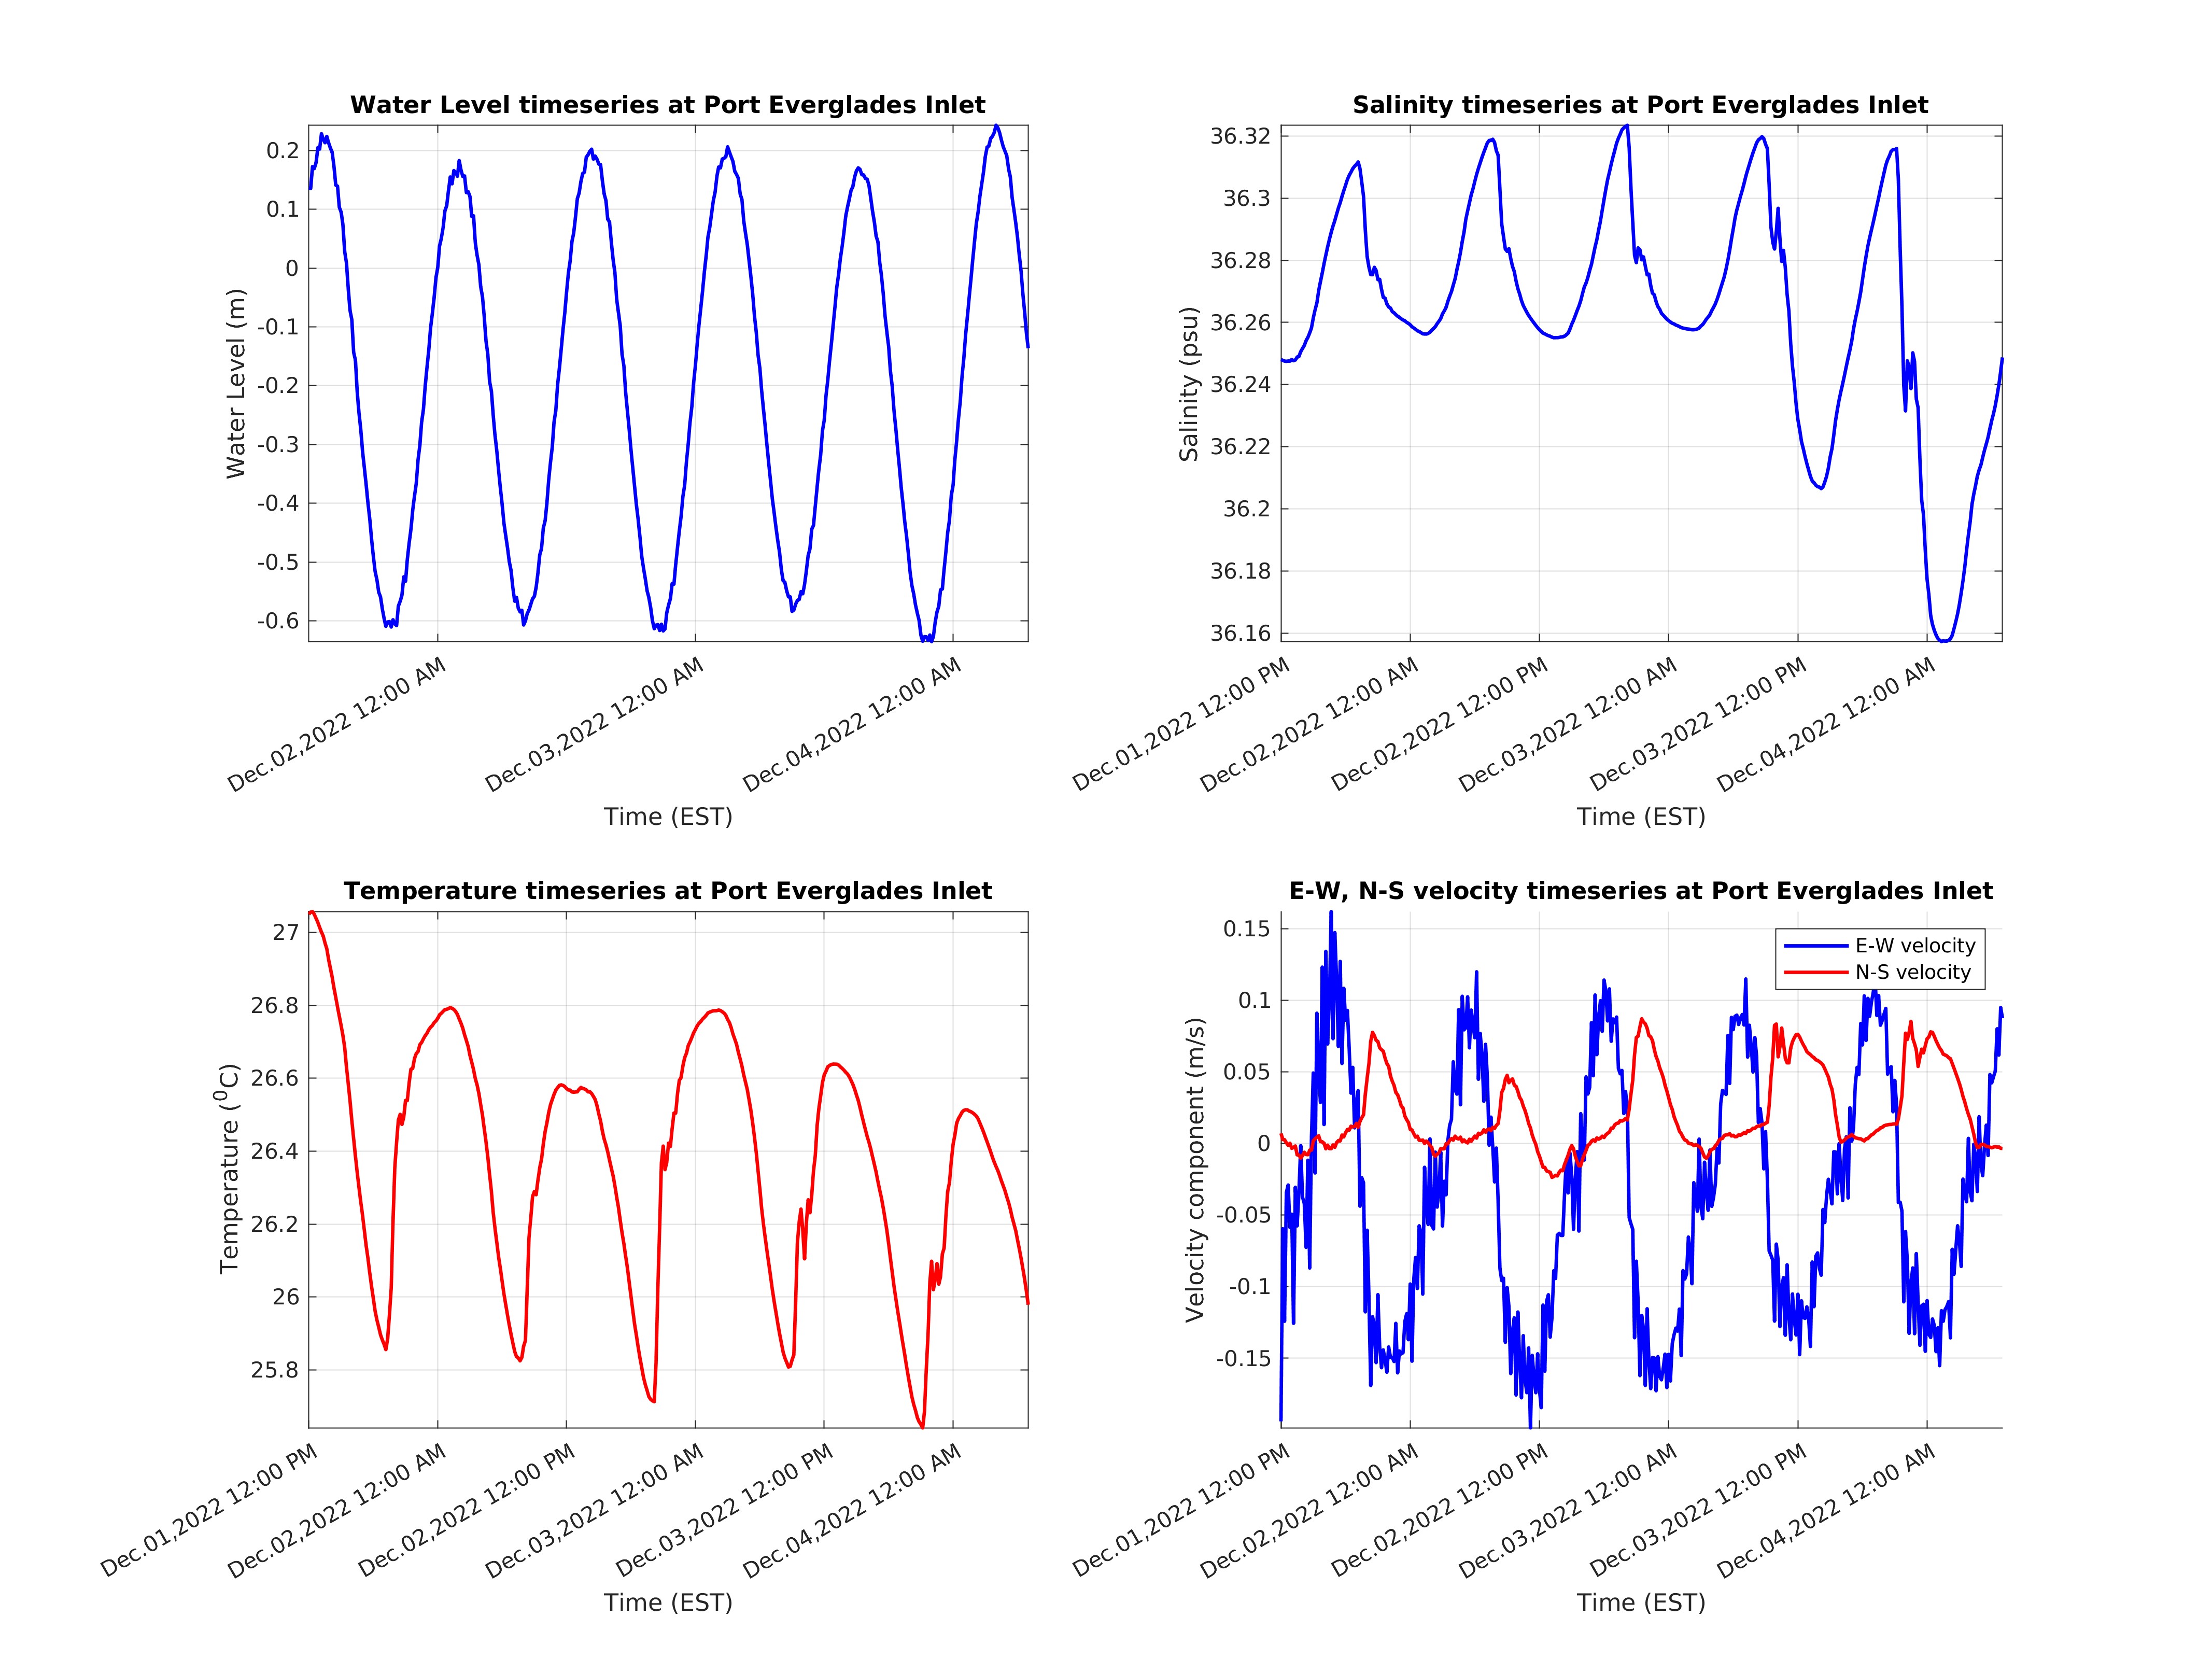 Water Level timeseries at Port Everglades Inlet
Water Level (m)
0.2
0.1
0
-0.1
-0.2
-0.3
-0.4
-0.5
-0.6
Dec.02,2022 12:00 AM
Dec.03,2022 12:00 AM
Dec.04,2022 12:00 AM
Time (EST)
Salinity timeseries at Port Everglades Inlet
Salinity (psu)
36.32
36.3
36.28
36.26
36.24
36.22
36.2
36.18
36.16
Dec.01,2022 12:00 PM
Dec.02,2022 12:00 AM
Dec.02,2022 12:00 PM
Dec.03,2022 12:00 AM
Dec.03,2022 12:00 PM
Dec.04,2022 12:00 AM
Time (EST)
Temperature timeseries at Port Everglades Inlet
Temperature (⁰C)
27
26.8
26.6
26.4
26.2
26
25.8
Dec.01,2022 12:00 PM
Dec.02,2022 12:00 AM
Dec.02,2022 12:00 PM
Dec.03,2022 12:00 AM
Dec.03,2022 12:00 PM
Dec.04,2022 12:00 AM
Time (EST)
E-W, N-S velocity timeseries at Port Everglades Inlet
Velocity component (m/s)
0.15
0.1
0.05
0
-0.05
-0.1
-0.15
E-W velocity
N-S velocity
Dec.01,2022 12:00 PM
Dec.02,2022 12:00 AM
Dec.02,2022 12:00 PM
Dec.03,2022 12:00 AM
Dec.03,2022 12:00 PM
Dec.04,2022 12:00 AM
Time (EST)